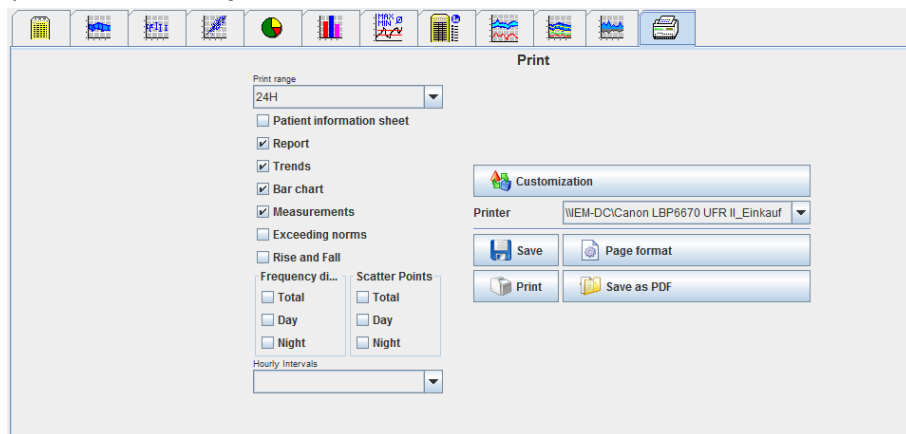 MAX Ø
MIN
Print
Print range
24H
Patient information sheet
Report
Trends
Bar chart
Measurements
Exceeding norms
Rise and Fall
Frequency di... Scatter Points
Total Total
Day Day
Night Night
Hourly Intervals
Customization
Printer \\IEM-DC\Canon LBP6670 UFR II_Einkauf
Save Page format
Print Save as PDF